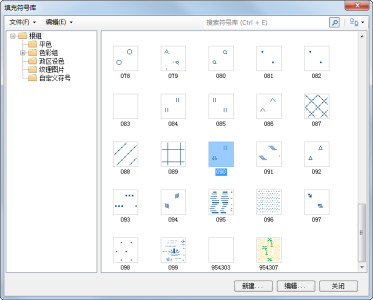 填充符号库
文件(F) 编辑(E) 搜索符号库 (Ctrl + E)
根组
平色
色彩组
政区设色
纹理图片
自定义符号
078 079 080 081 082
083 084 085 086 087
088 089 090 091 092
093 094 095 096 097
098 099 954303 954307
新建... 编辑... 关闭